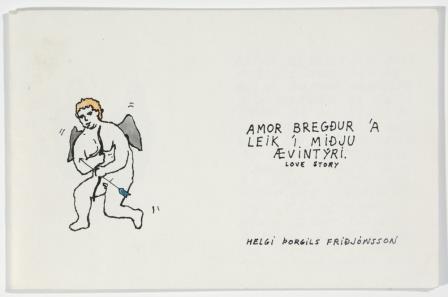 AMOR BREGÐUR 'A
LEIK 'I. MIÐJU
ÆVINTÝRI.
LOVE STORY
HELGI ÞORGILS FRIÐJÓNSSON